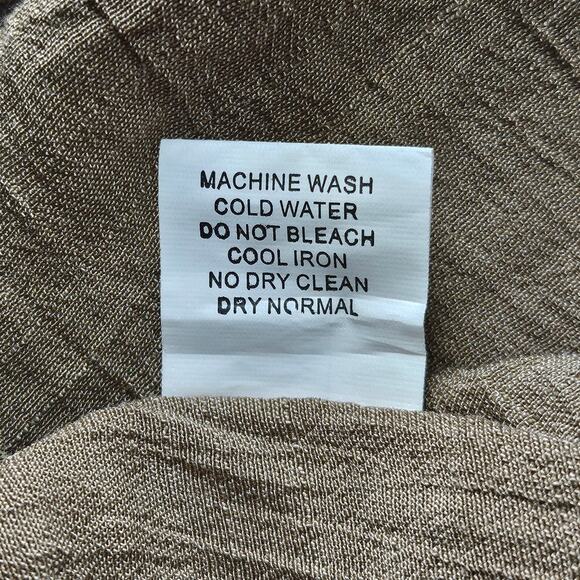 MACHINE WASH
COLD WATER
DO NOT BLEACH
COOL IRON
NO DRY CLEAN
DRY NORMAL